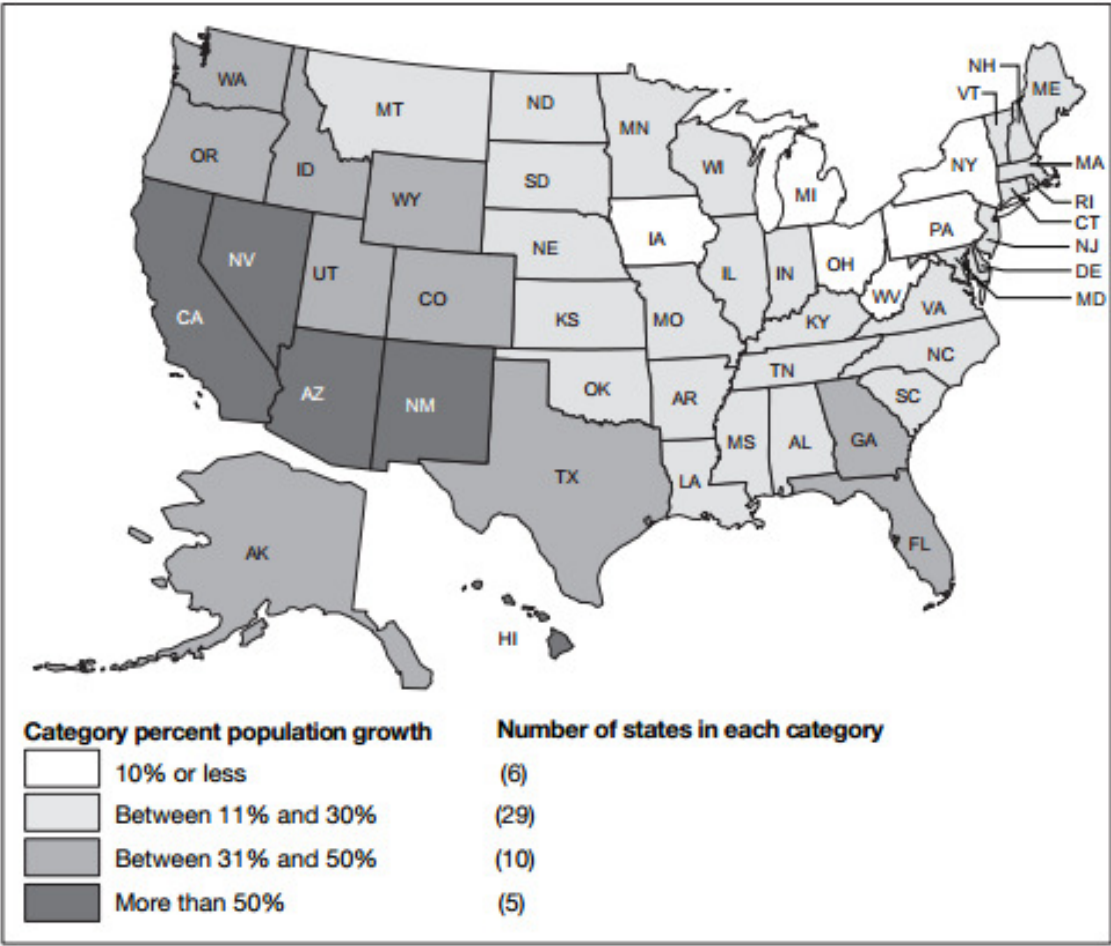 WA
MT
ND
MN
NH
VT
ME
OR
ID
WY
SD
WI
MI
NY
MA
RI
CT
NJ
DE
MD
NV
UT
CO
NE
IA
IL
IN
OH
PA
WV
VA
CA
AZ
NM
KS
MO
KY
NC
TN
OK
AR
SC
MS
AL
GA
TX
LA
FL
AK
HI
Category percent population growth
Number of states in each category
10% or less
(6)
Between 11% and 30%
(29)
Between 31% and 50%
(10)
More than 50%
(5)